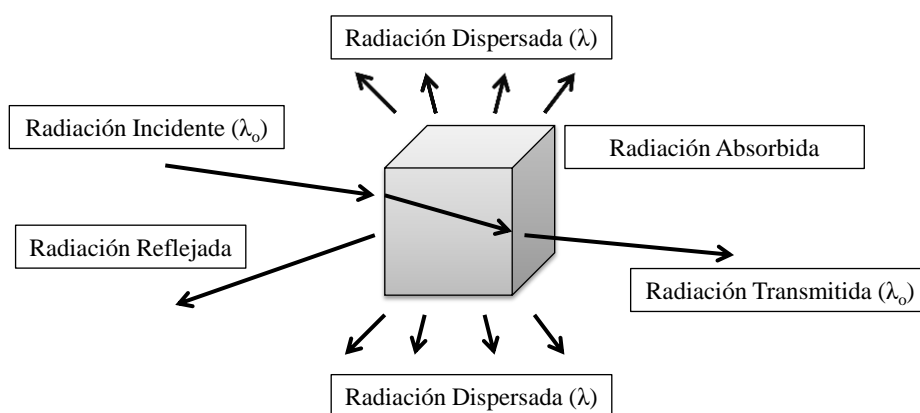 Radiación Dispersada (λ)
Radiación Incidente (λo)
Radiación Absorbida
Radiación Reflejada
Radiación Transmitida (λo)
Radiación Dispersada (λ)